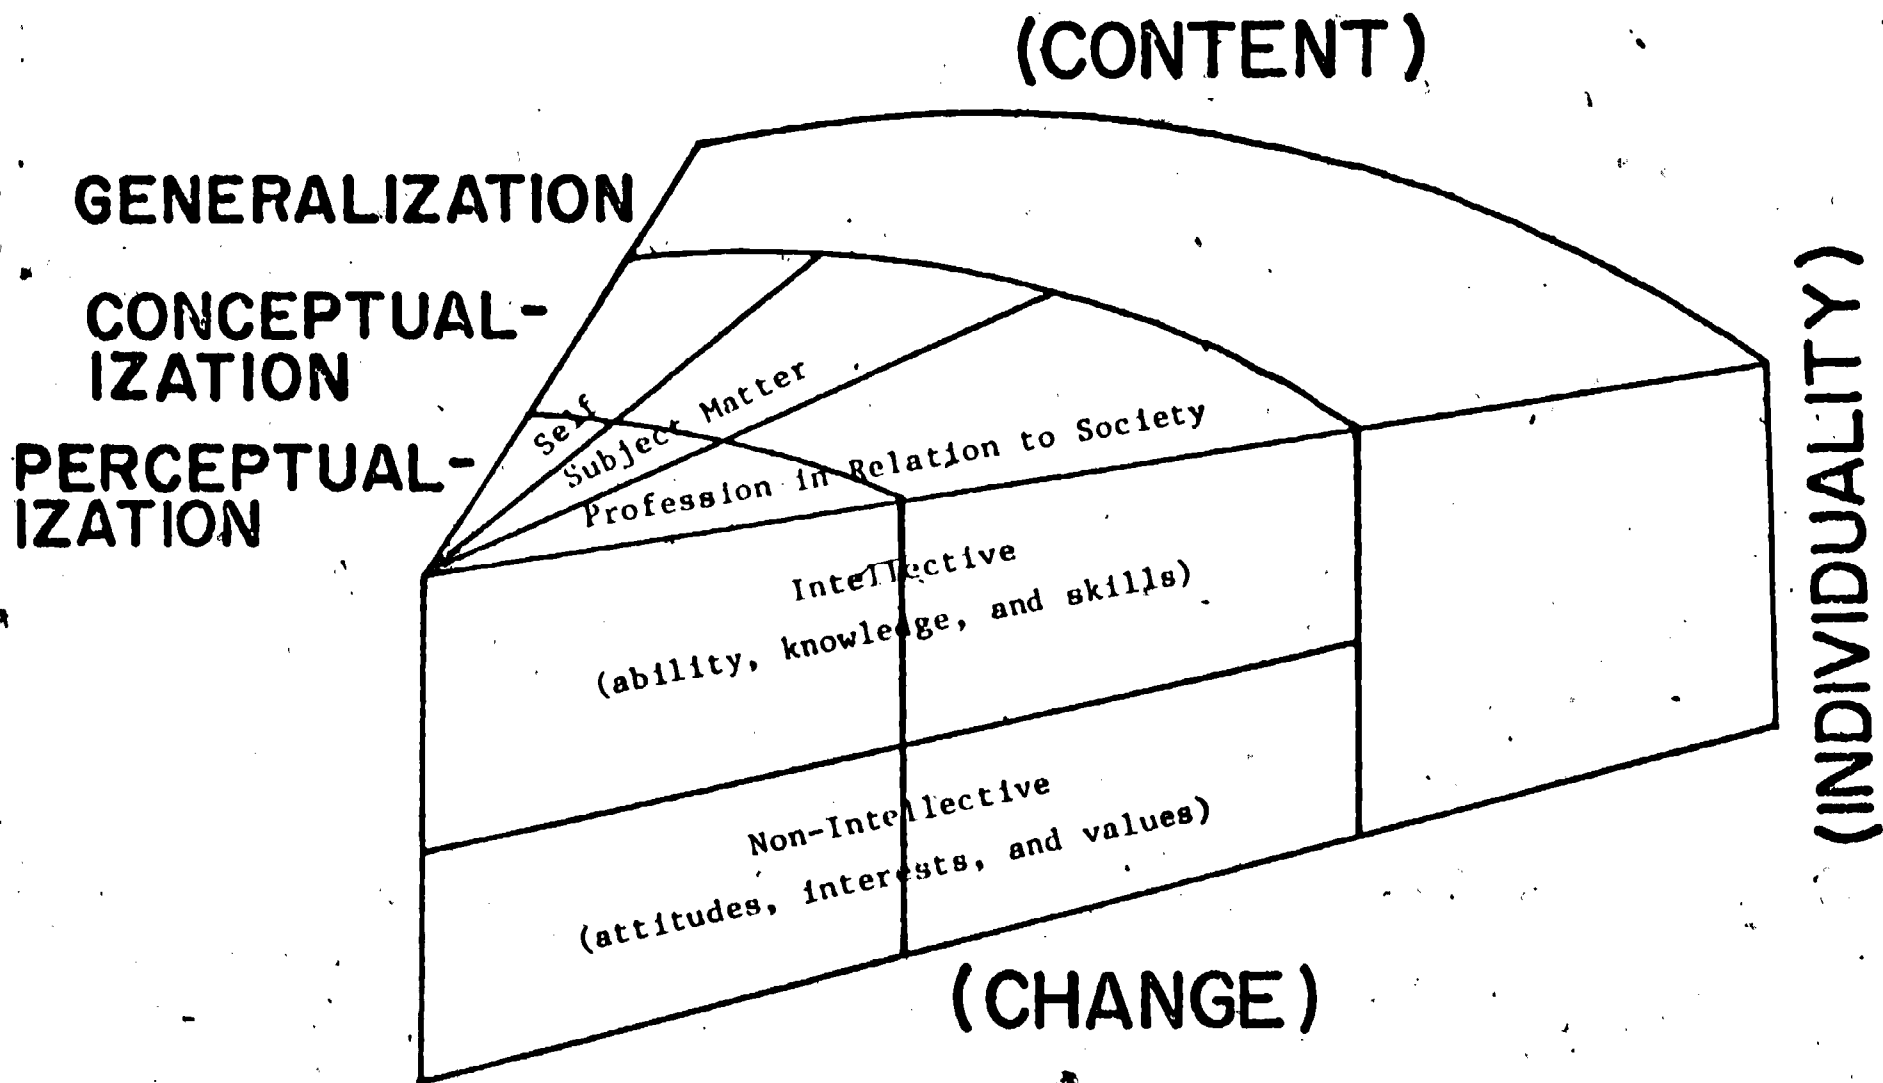 (CONTENT)
GENERALIZATION
CONCEPTUAL-
IZATION
PERCEPTUAL-
IZATION
Self
Subject Matter
Profession in Relation to Society
Intellective
(ability, knowledge, and skills)
Non-Intellective
(attitudes, interests, and values)
(CHANGE)
(INDIVIDUALITY)